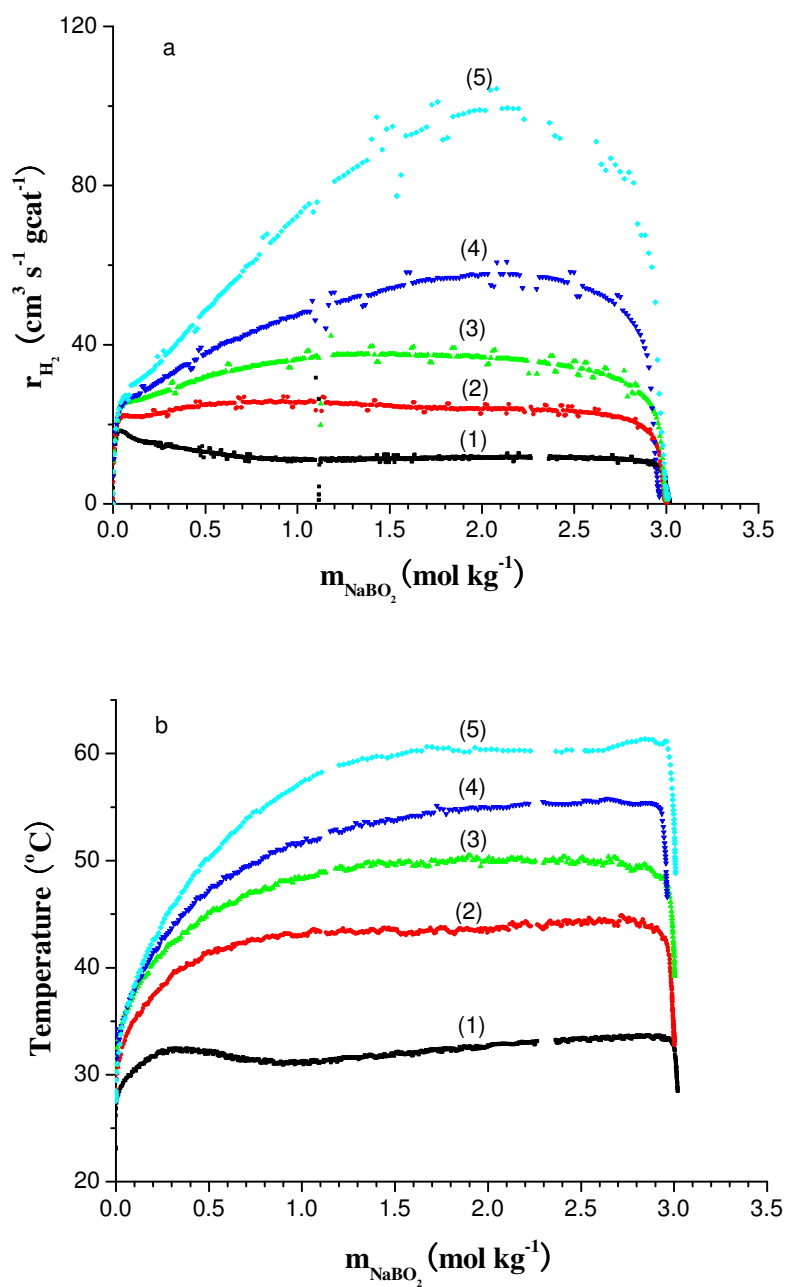 a
120
80
40
0
r_H₂ (cm³ s⁻¹ gcat⁻¹)
(5)
(4)
(3)
(2)
(1)
0.0 0.5 1.0 1.5 2.0 2.5 3.0 3.5
m_NaBO₂ (mol kg⁻¹)
b
60
50
40
30
20
Temperature (ºC)
(5)
(4)
(3)
(2)
(1)
0.0 0.5 1.0 1.5 2.0 2.5 3.0 3.5
m_NaBO₂ (mol kg⁻¹)